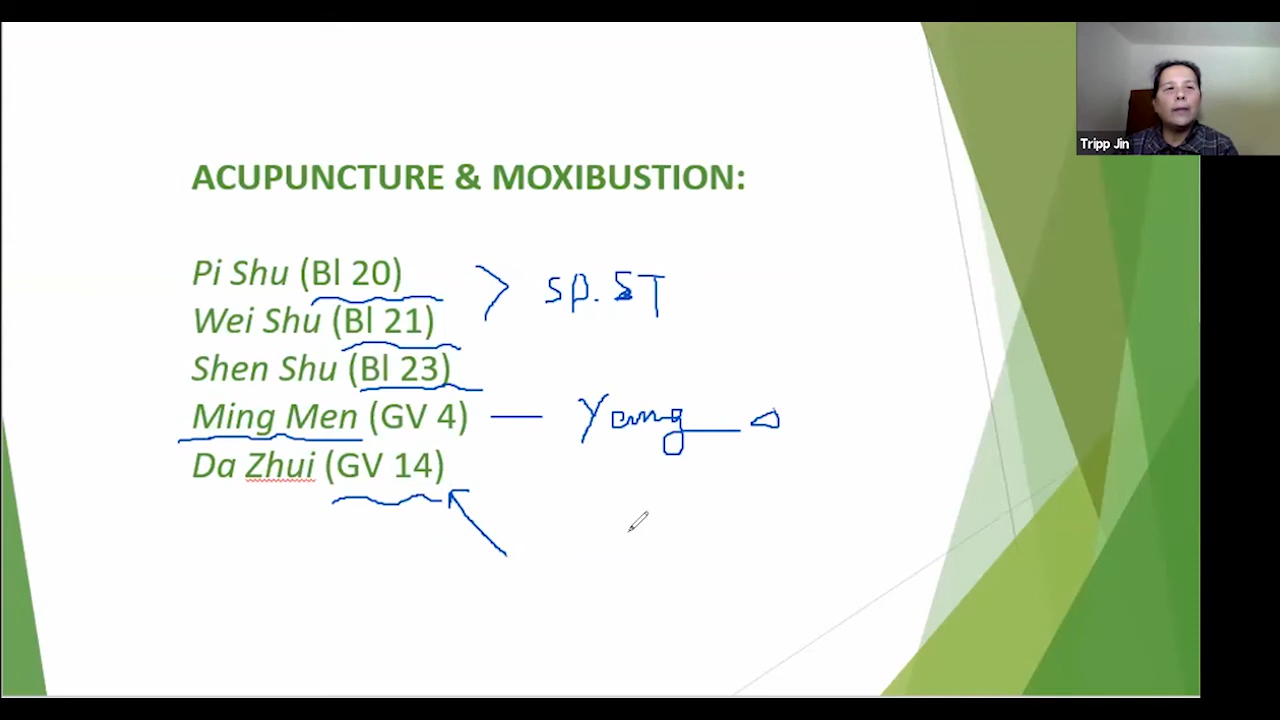 Tripp Jin
ACUPUNCTURE & MOXIBUSTION:
Pi Shu (Bl 20)
Wei Shu (Bl 21)
sp. ST
Shen Shu (Bl 23)
Ming Men (GV 4) — Yang
Da Zhui (GV 14)